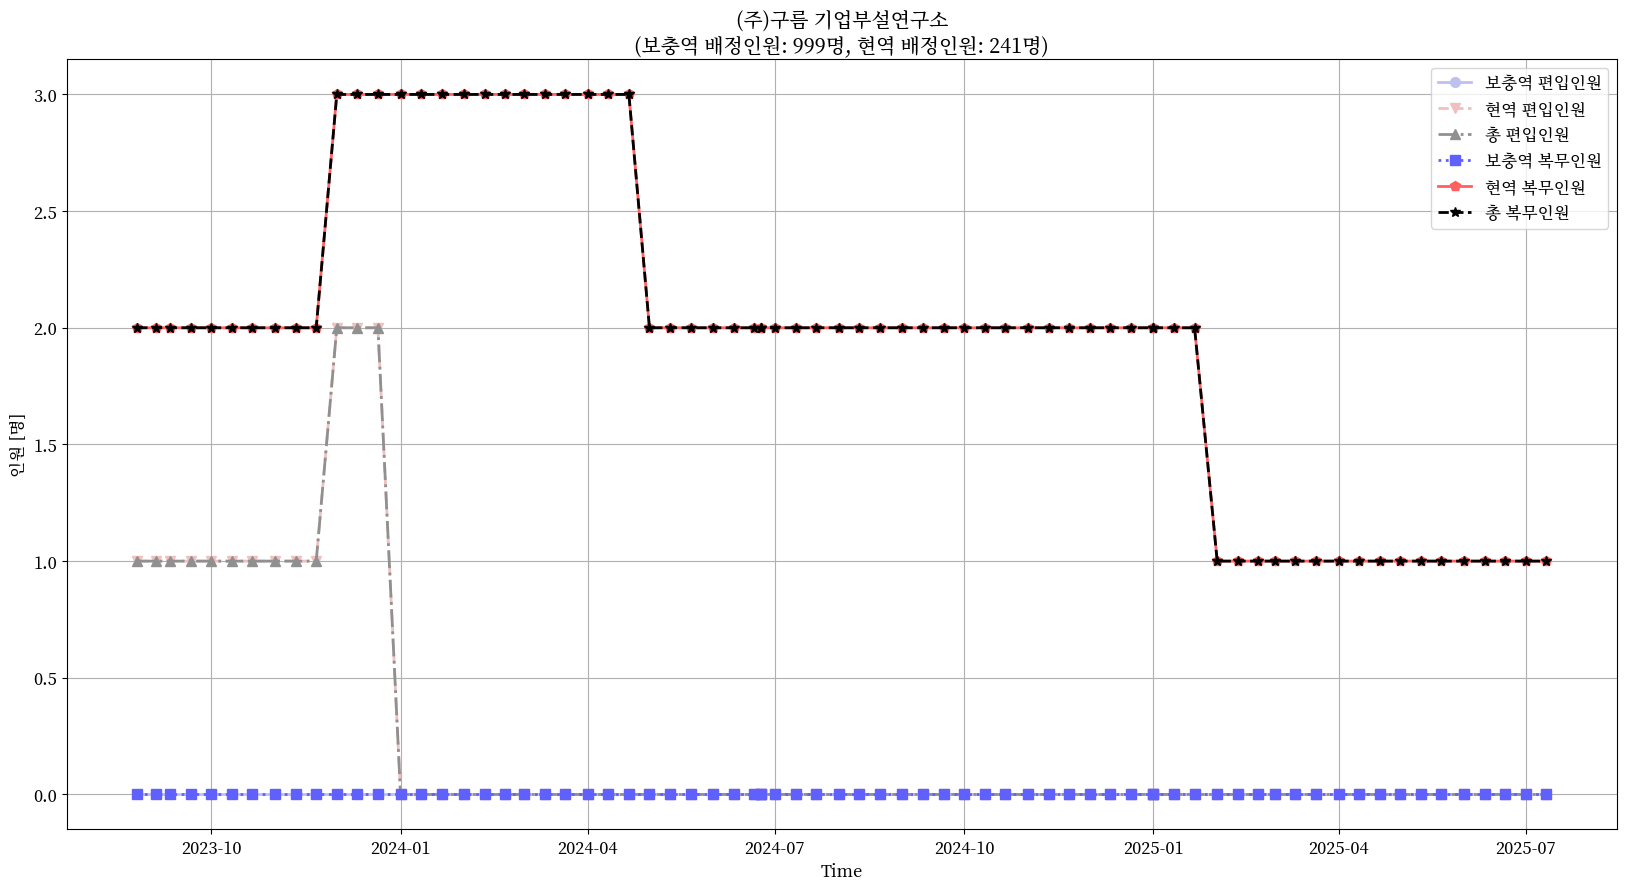 (주)구름 기업부설연구소
(보충역 배정인원: 999명, 현역 배정인원: 241명)
보충역 편입인원
현역 편입인원
총 편입인원
보충역 복무인원
현역 복무인원
총 복무인원
인원 [명]
3.0
2.5
2.0
1.5
1.0
0.5
0.0
2023-10
2024-01
2024-04
2024-07
2024-10
2025-01
2025-04
2025-07
Time